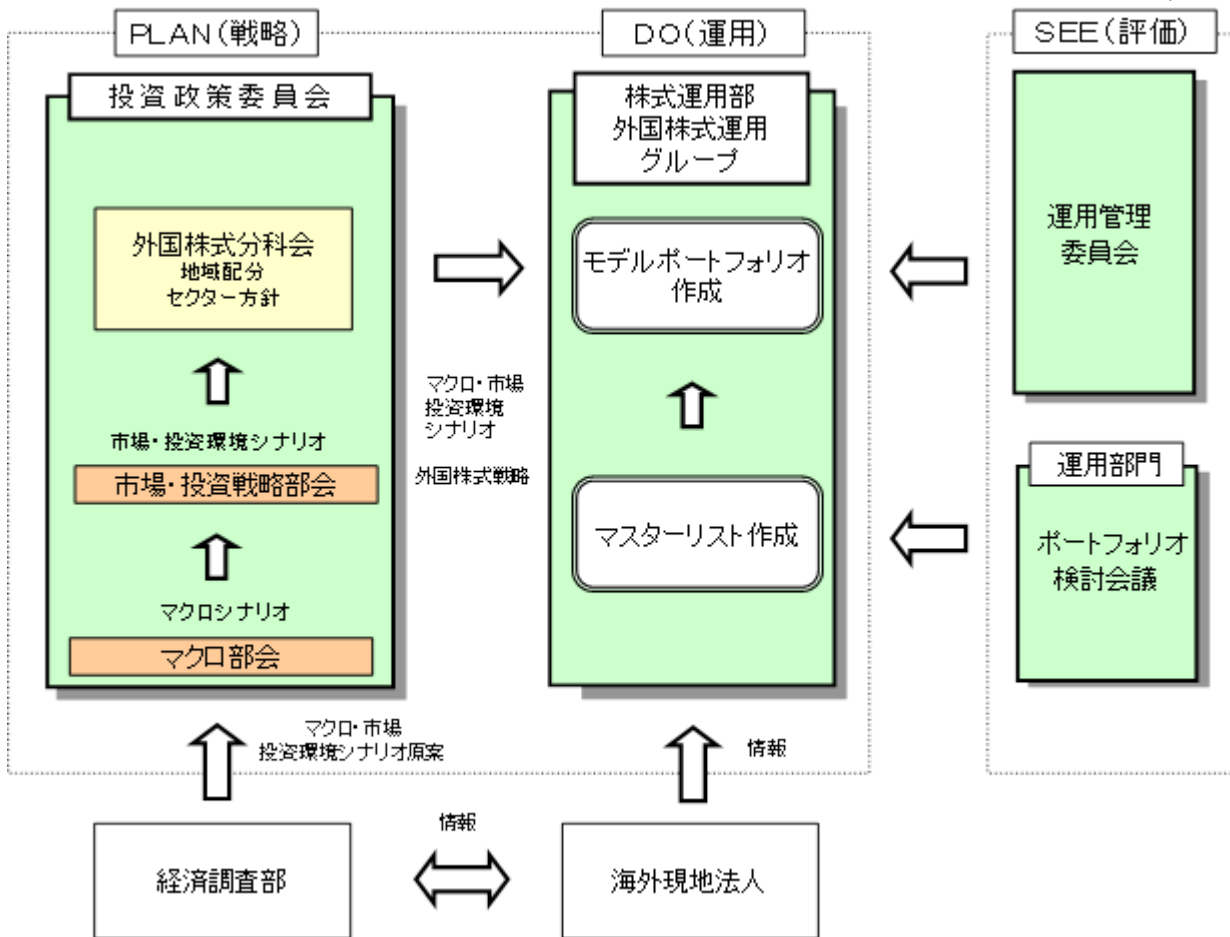 PLAN(戦略)
DO(運用)
SEE(評価)
投資政策委員会
外国株式分科会
地域配分
セクター方針
市場・投資環境シナリオ
市場・投資戦略部会
マクロシナリオ
マクロ部会
マクロ・市場
投資環境
シナリオ
外国株式戦略
株式運用部
外国株式運用
グループ
モデルポートフォリオ
作成
マスターリスト作成
運用管理
委員会
運用部門
ポートフォリオ
検討会議
マクロ・市場
投資環境シナリオ原案
情報
経済調査部
情報
海外現地法人